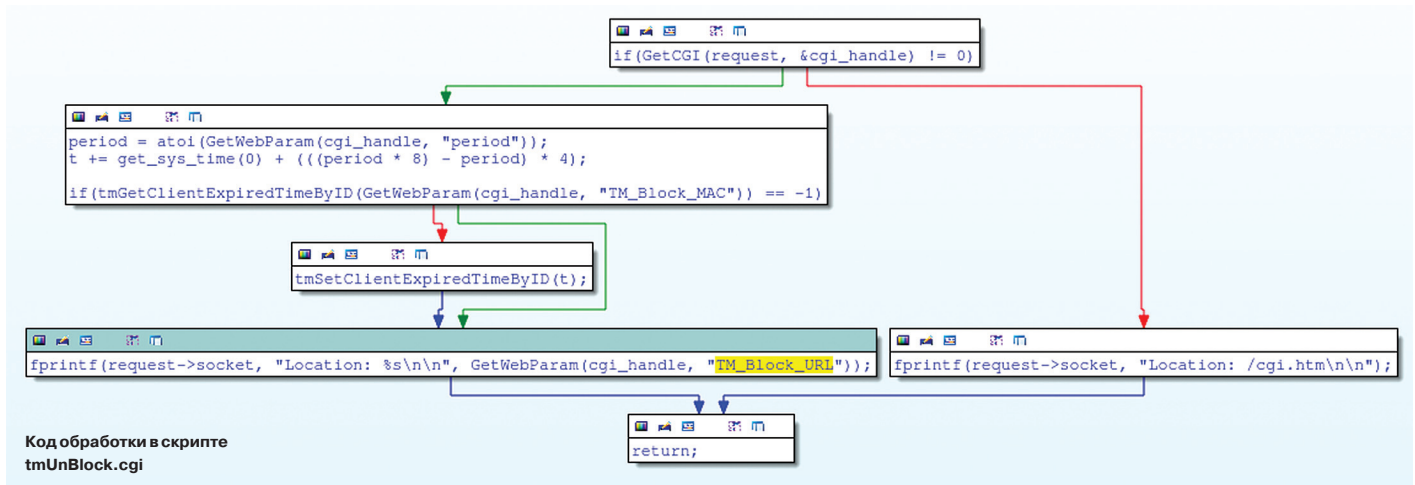 if(GetCGI(request, &cgi_handle) != 0)
period = atoi(GetWebParam(cgi_handle, "period"));
t += get_sys_time(0) + (((period * 8) - period) * 4);
if(tmGetClientExpiredTimeByID(GetWebParam(cgi_handle, "TM_Block_MAC")) == -1)
tmSetClientExpiredTimeByID(t);
fprintf(request->socket, "Location: %s\n\n", GetWebParam(cgi_handle, "TM_Block_URL"));
fprintf(request->socket, "Location: /cgi.htm\n\n");
return;
Код обработки в скрипте
tmUnBlock.cgi